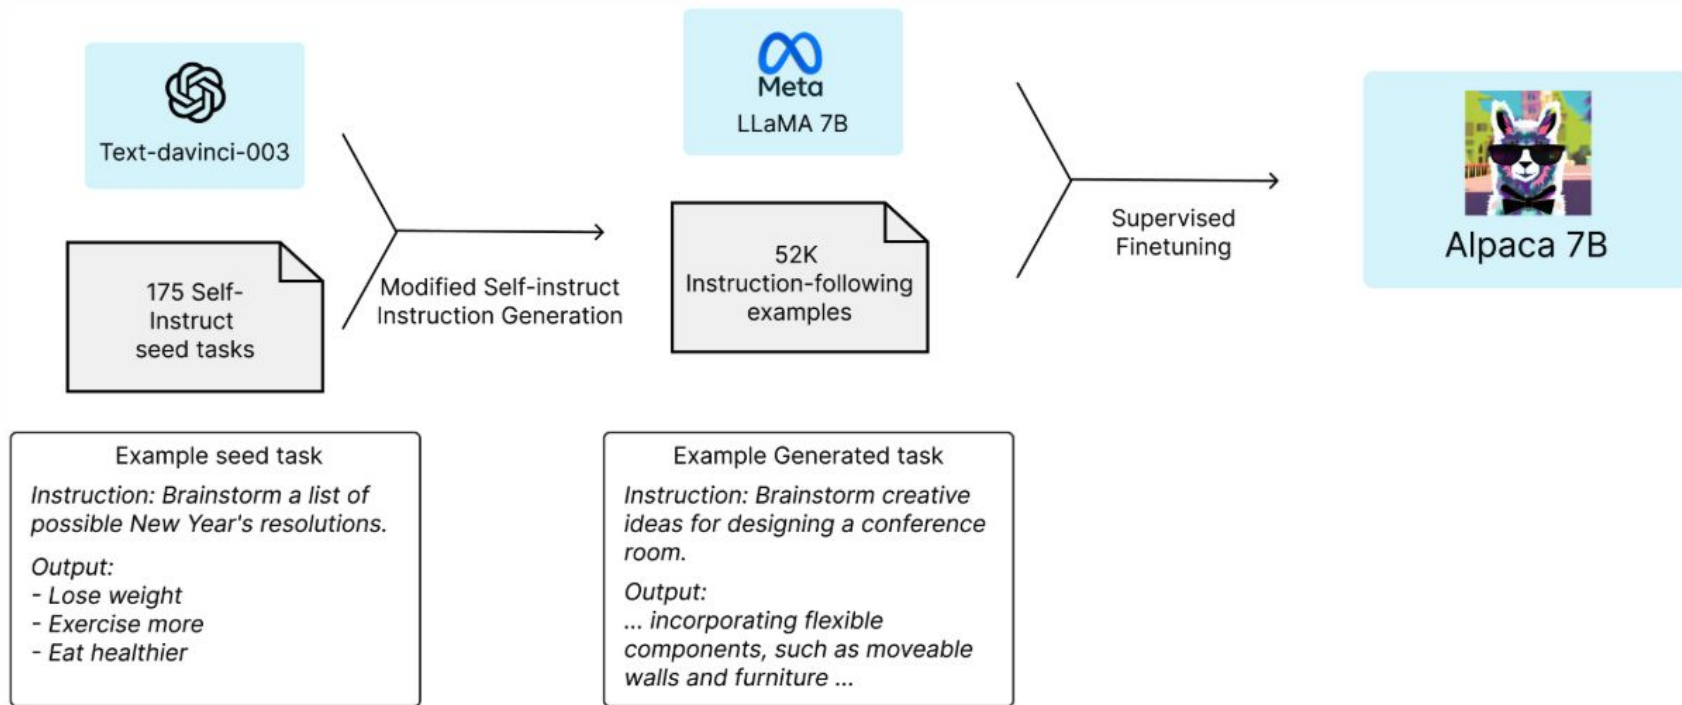 Text-davinci-003
175 Self-
Instruct
seed tasks
Modified Self-instruct
Instruction Generation
Meta
LLaMA 7B
52K
Instruction-following
examples
Supervised
Finetuning
Alpaca 7B
Example seed task
Instruction: Brainstorm a list of
possible New Year's resolutions.
Output:
- Lose weight
- Exercise more
- Eat healthier
Example Generated task
Instruction: Brainstorm creative
ideas for designing a conference
room.
Output:
... incorporating flexible
components, such as moveable
walls and furniture ...